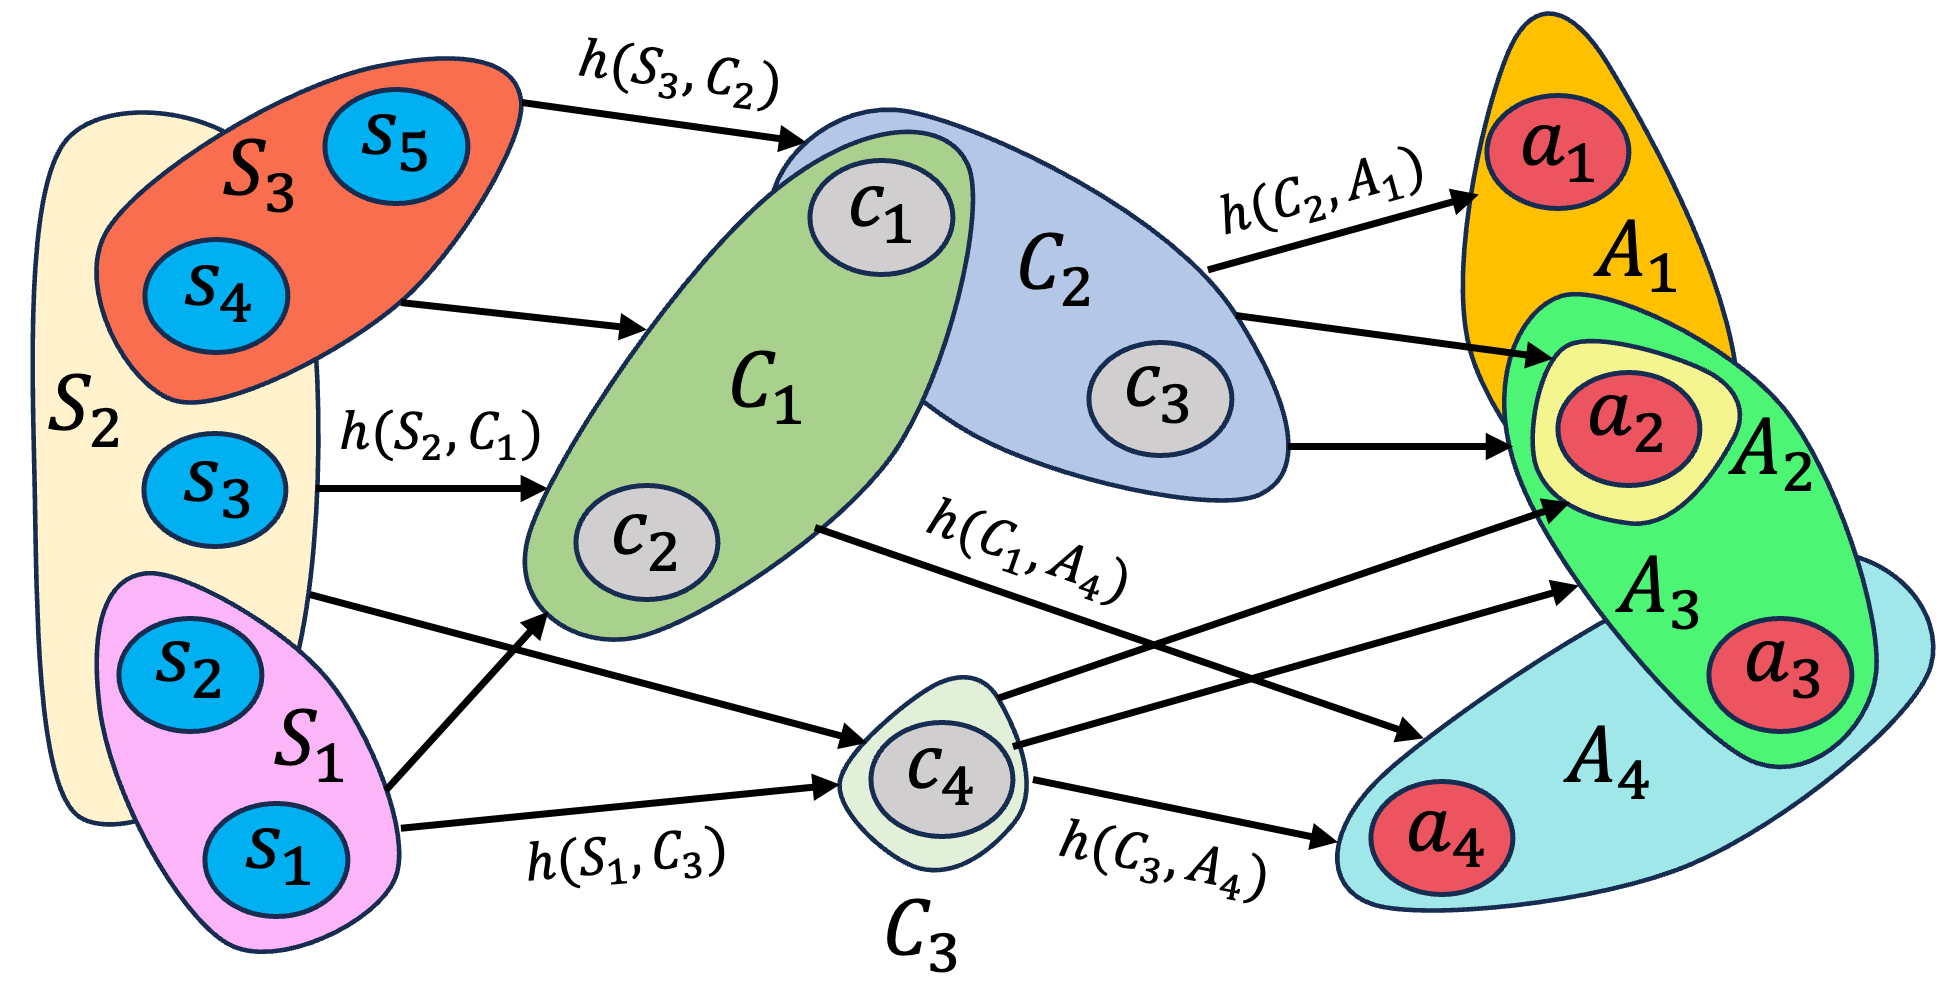 h(S₃, C₂)
S₃
s₅
s₄
S₂
s₃
h(S₂, C₁)
s₂
S₁
s₁
h(S₁, C₃)
c₁
C₂
C₁
c₃
c₂
h(C₁, A₄)
c₄
C₃
h(C₃, A₄)
h(C₂, A₁)
a₁
A₁
a₂
A₂
A₃
a₃
A₄
a₄